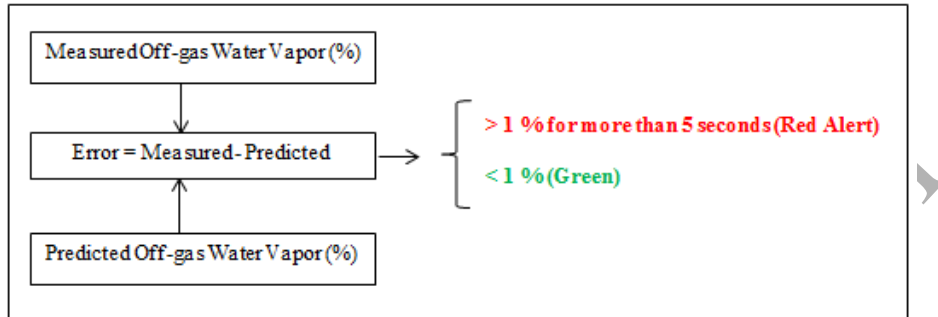 Measured Off-gas Water Vapor (%)
Error = Measured-Predicted
> 1 % for more than 5 seconds (Red Alert)
< 1 % (Green)
Predicted Off-gas Water Vapor (%)